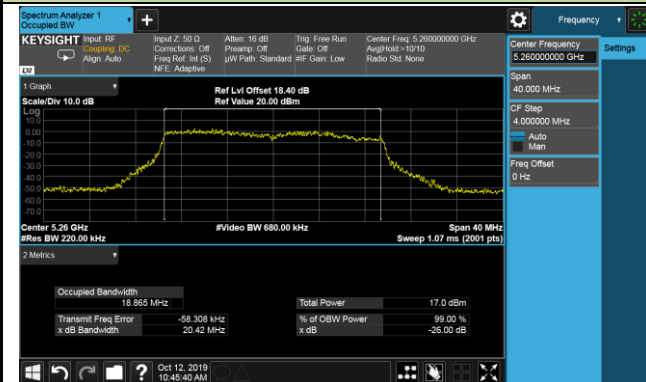 Spectrum Analyzer 1
Occupied BW
+
Frequency
KEYSIGHT Input: RF
Coupling: DC
Align: Auto
Input Z: 50 Ω
Corrections: Off
Freq Ref: Int (S)
NFE: Adaptive
Atten: 16 dB
Preamp: Off
µW Path: Standard
Trig: Free Run
Gate: Off
#IF Gain: Low
Center Freq: 5.260000000 GHz
Avg|Hold:>10/10
Radio Std: None
LXI
Center Frequency
5.260000000 GHz
Settings
Span
40.000 MHz
CF Step
4.000000 MHz
Auto
Man
Freq Offset
0 Hz
1 Graph
Scale/Div 10.0 dB
Ref Lvl Offset 18.40 dB
Ref Value 20.00 dBm
Log
10.0
0.00
-10.0
-20.0
-30.0
-40.0
-50.0
-60.0
-70.0
Center 5.26 GHz
#Res BW 220.00 kHz
#Video BW 680.00 kHz
Span 40 MHz
Sweep 1.07 ms (2001 pts)
2 Metrics
Occupied Bandwidth
18.865 MHz
Total Power 17.0 dBm
Transmit Freq Error -58.308 kHz
% of OBW Power 99.00 %
x dB Bandwidth 20.42 MHz
x dB -26.00 dB
?
Oct 12, 2019
10:45:40 AM